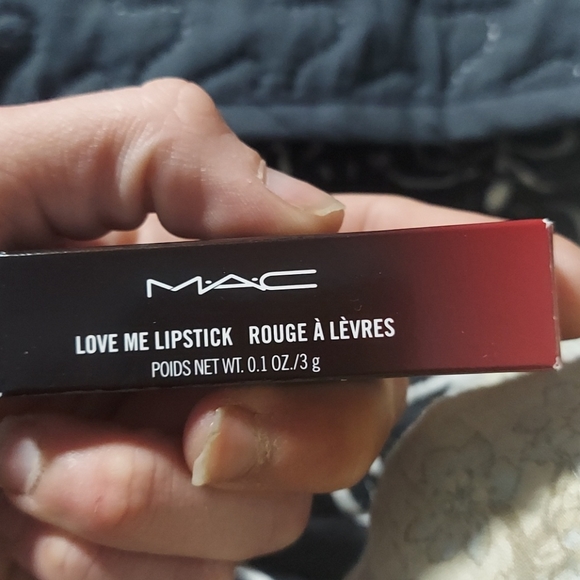 M·A·C
LOVE ME LIPSTICK ROUGE À LÈVRES
POIDS NET WT. 0.1 OZ./3 g